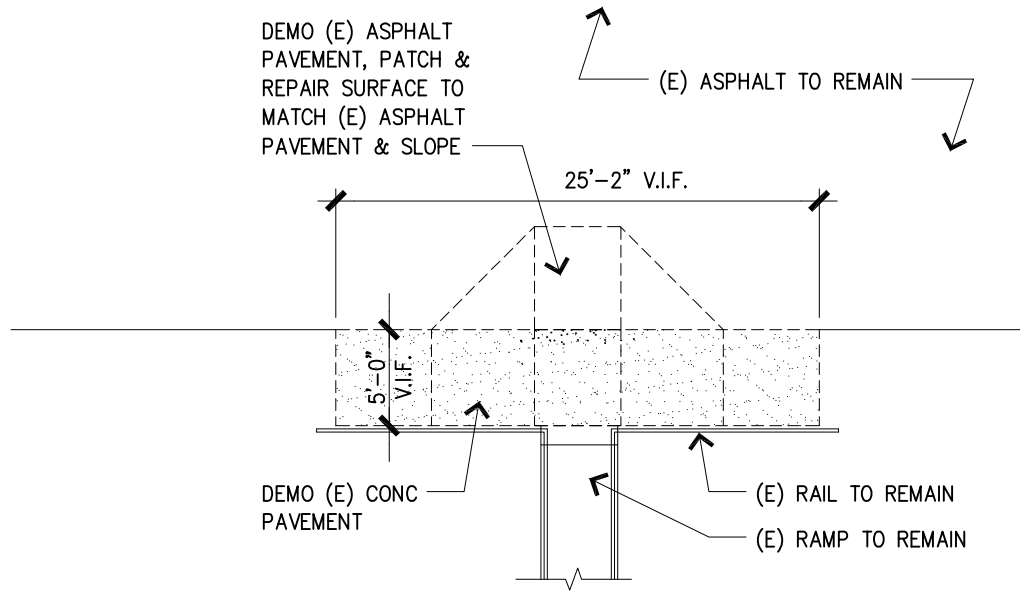 DEMO (E) ASPHALT
PAVEMENT, PATCH &
REPAIR SURFACE TO
MATCH (E) ASPHALT
PAVEMENT & SLOPE
(E) ASPHALT TO REMAIN
25'-2" V.I.F.
5'-0"
V.I.F.
DEMO (E) CONC
PAVEMENT
(E) RAIL TO REMAIN
(E) RAMP TO REMAIN